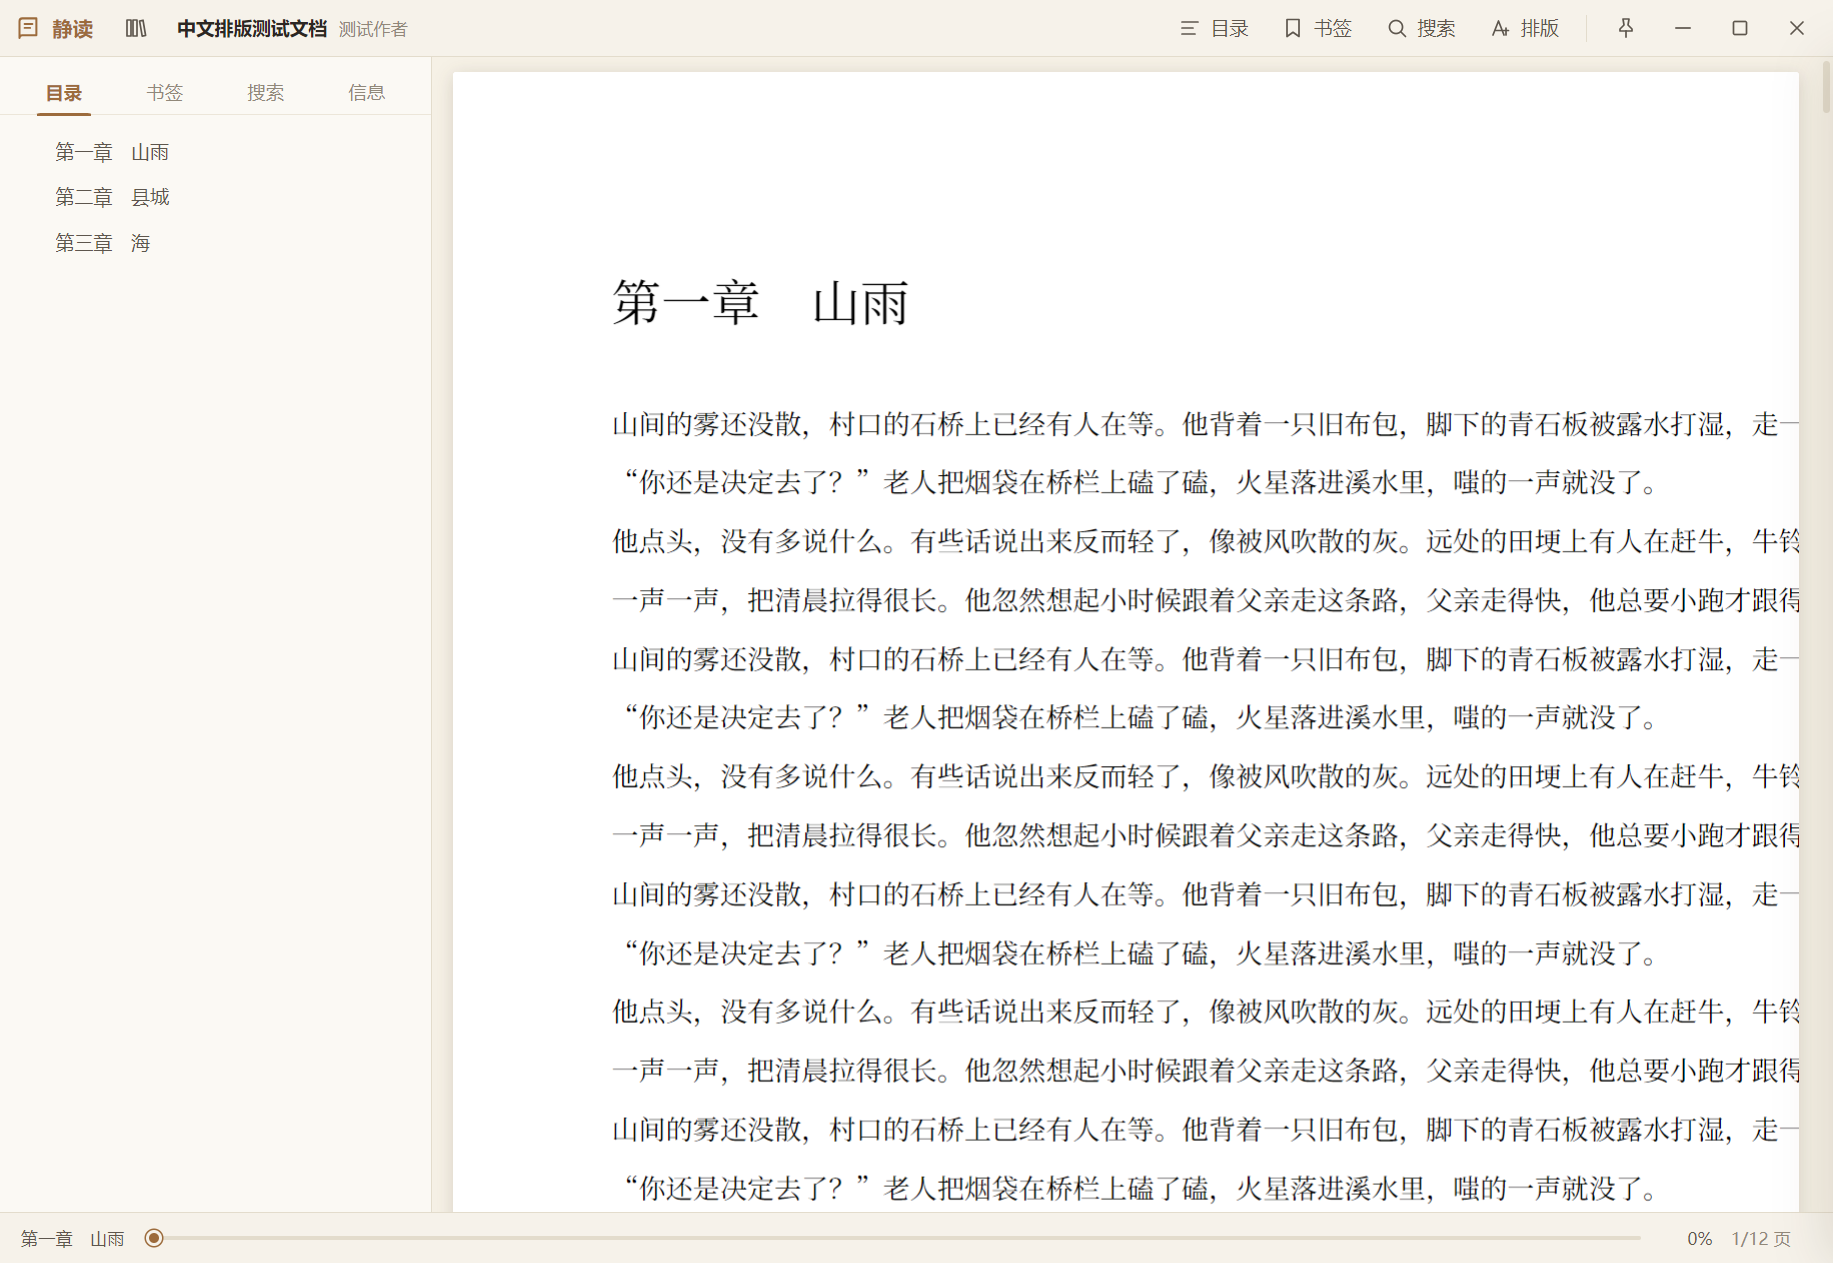 静读 中文排版测试文档 测试作者 目录 书签 搜索 排版
目录 书签 搜索 信息
第一章 山雨
第二章 县城
第三章 海
第一章 山雨
山间的雾还没散，村口的石桥上已经有人在等。他背着一只旧布包，脚下的青石板被露水打湿，走一
“你还是决定去了？”老人把烟袋在桥栏上磕了磕，火星落进溪水里，嗤的一声就没了。
他点头，没有多说什么。有些话说出来反而轻了，像被风吹散的灰。远处的田埂上有人在赶牛，牛铃
一声一声，把清晨拉得很长。他忽然想起小时候跟着父亲走这条路，父亲走得快，他总要小跑才跟得
山间的雾还没散，村口的石桥上已经有人在等。他背着一只旧布包，脚下的青石板被露水打湿，走一
“你还是决定去了？”老人把烟袋在桥栏上磕了磕，火星落进溪水里，嗤的一声就没了。
他点头，没有多说什么。有些话说出来反而轻了，像被风吹散的灰。远处的田埂上有人在赶牛，牛铃
一声一声，把清晨拉得很长。他忽然想起小时候跟着父亲走这条路，父亲走得快，他总要小跑才跟得
山间的雾还没散，村口的石桥上已经有人在等。他背着一只旧布包，脚下的青石板被露水打湿，走一
“你还是决定去了？”老人把烟袋在桥栏上磕了磕，火星落进溪水里，嗤的一声就没了。
他点头，没有多说什么。有些话说出来反而轻了，像被风吹散的灰。远处的田埂上有人在赶牛，牛铃
一声一声，把清晨拉得很长。他忽然想起小时候跟着父亲走这条路，父亲走得快，他总要小跑才跟得
山间的雾还没散，村口的石桥上已经有人在等。他背着一只旧布包，脚下的青石板被露水打湿，走一
“你还是决定去了？”老人把烟袋在桥栏上磕了磕，火星落进溪水里，嗤的一声就没了。
第一章 山雨 0% 1/12 页